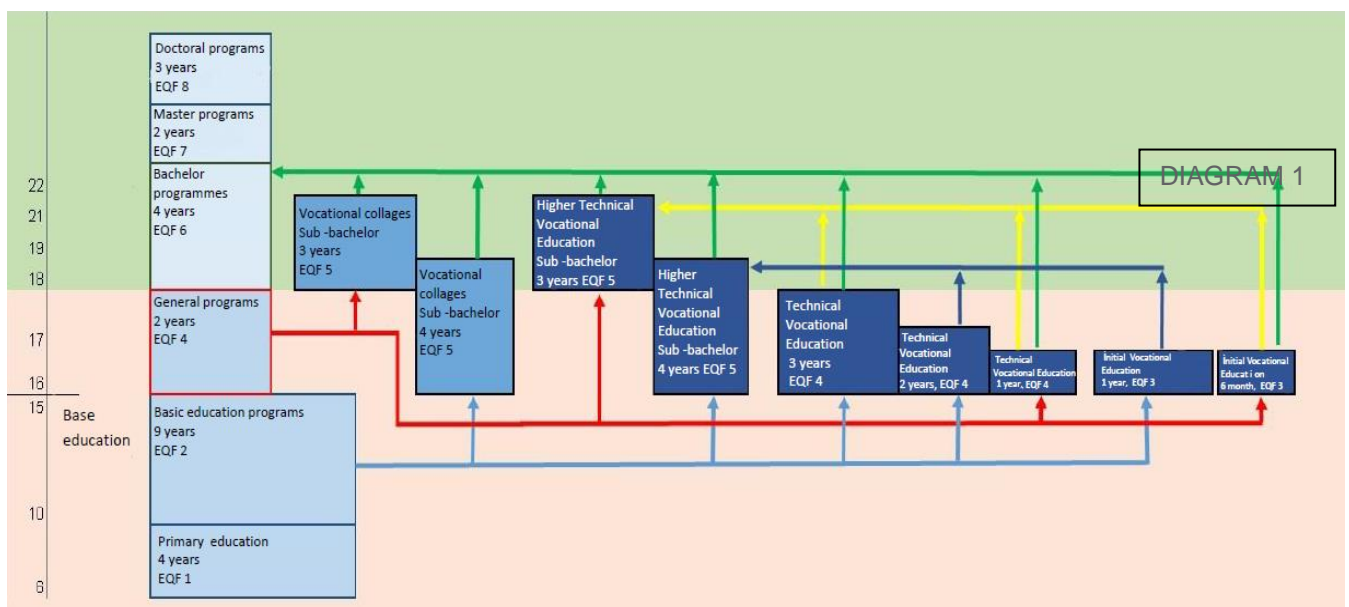 DIAGRAM 1
Doctoral programs
3 years
EQF 8
Master programs
2 years
EQF 7
Bachelor
programmes
4 years
EQF 6
General programs
2 years
EQF 4
Basic education programs
9 years
EQF 2
Primary education
4 years
EQF 1
22
21
19
18
17
16
15
10
6
Base
education
Vocational collages
Sub -bachelor
3 years
EQF 5
Vocational
collages
Sub -bachelor
4 years
EQF 5
Higher Technical
Vocational
Education
Sub -bachelor
3 years EQF 5
Higher
Technical
Vocational
Education
Sub -bachelor
4 years EQF 5
Technical
Vocational
Education
3 years
EQF 4
Technical
Vocational
Education
2 years, EQF 4
Technical
Vocational Education
1 year, EQF 4
İnitial Vocational
Education
1 year, EQF 3
İnitial Vocational
Educati on
6 month, EQF 3